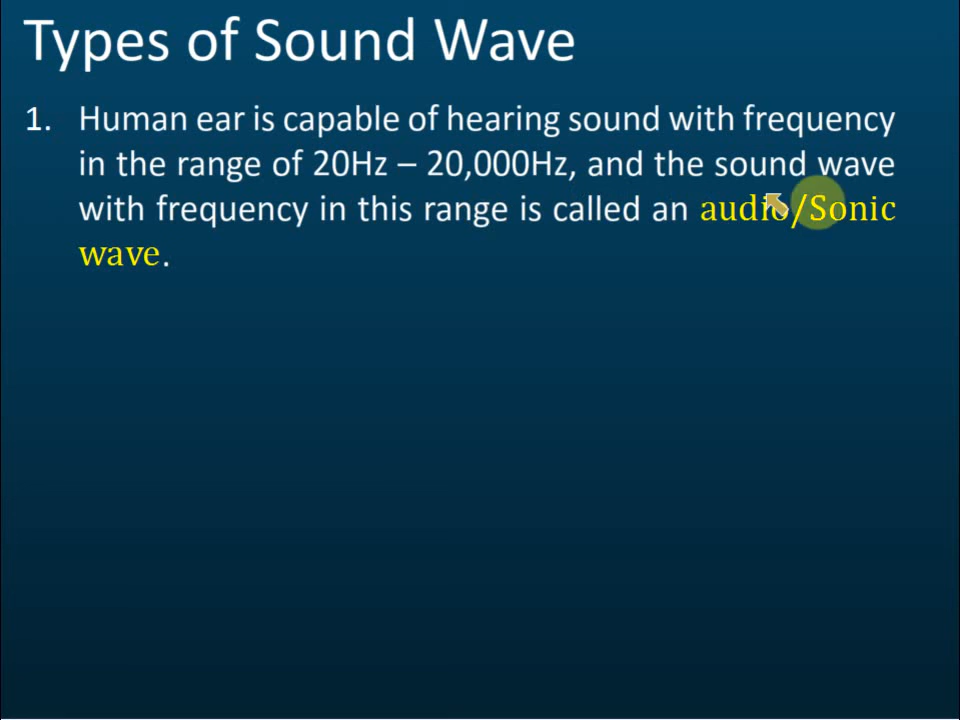 Types of Sound Wave
1. Human ear is capable of hearing sound with frequency
in the range of 20Hz – 20,000Hz, and the sound wave
with frequency in this range is called an audio/Sonic
wave.